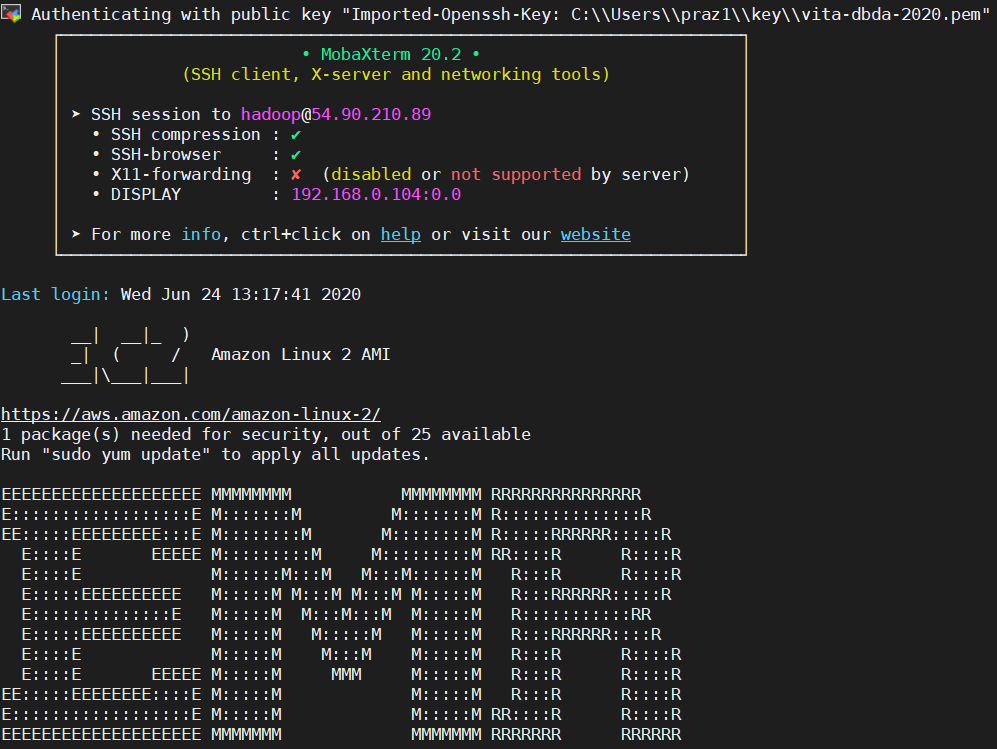 Authenticating with public key "Imported-Openssh-Key: C:\\Users\\praz1\\key\\vita-dbda-2020.pem"
• MobaXterm 20.2 •
(SSH client, X-server and networking tools)
➤ SSH session to hadoop@54.90.210.89
• SSH compression : ✔
• SSH-browser     : ✔
• X11-forwarding  : ✘  (disabled or not supported by server)
• DISPLAY         : 192.168.0.104:0.0
➤ For more info, ctrl+click on help or visit our website
Last login: Wed Jun 24 13:17:41 2020
       __|  __|_  )
       _|  (     /   Amazon Linux 2 AMI
      ___|\___|___|
https://aws.amazon.com/amazon-linux-2/
1 package(s) needed for security, out of 25 available
Run "sudo yum update" to apply all updates.
EEEEEEEEEEEEEEEEEEEE MMMMMMMM           MMMMMMMM RRRRRRRRRRRRRRR
E::::::::::::::::::E M:::::::M         M:::::::M R::::::::::::::R
EE:::::EEEEEEEEE:::E M::::::::M       M::::::::M R:::::RRRRRR:::::R
  E::::E       EEEEE M:::::::::M     M:::::::::M RR::::R      R::::R
  E::::E             M::::::M:::M   M:::M::::::M   R:::R      R::::R
  E:::::EEEEEEEEEE   M:::::M M:::M M:::M M:::::M   R:::RRRRRR:::::R
  E::::::::::::::E   M:::::M  M:::M:::M  M:::::M   R:::::::::::RR
  E:::::EEEEEEEEEE   M:::::M   M:::::M   M:::::M   R:::RRRRRR::::R
  E::::E             M:::::M    M:::M    M:::::M   R:::R      R::::R
  E::::E       EEEEE M:::::M     MMM     M:::::M   R:::R      R::::R
EE:::::EEEEEEEE::::E M:::::M             M:::::M   R:::R      R::::R
E::::::::::::::::::E M:::::M             M:::::M RR::::R      R::::R
EEEEEEEEEEEEEEEEEEEE MMMMMMM             MMMMMMM RRRRRRR      RRRRRR